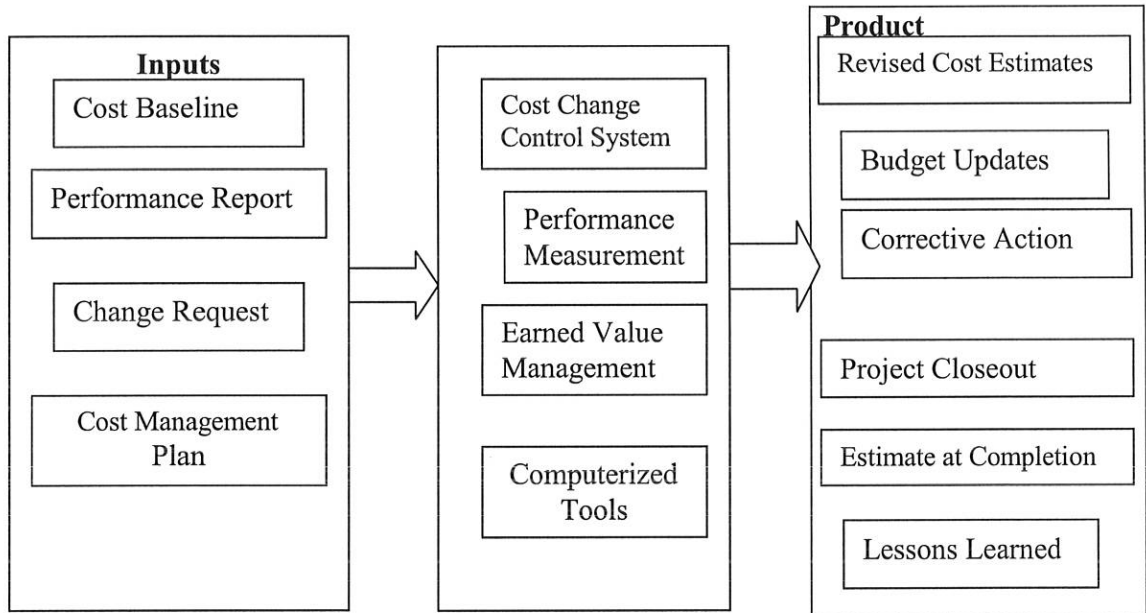 Inputs
Cost Baseline
Performance Report
Change Request
Cost Management
Plan
Cost Change
Control System
Performance
Measurement
Earned Value
Management
Computerized
Tools
Product
Revised Cost Estimates
Budget Updates
Corrective Action
Project Closeout
Estimate at Completion
Lessons Learned